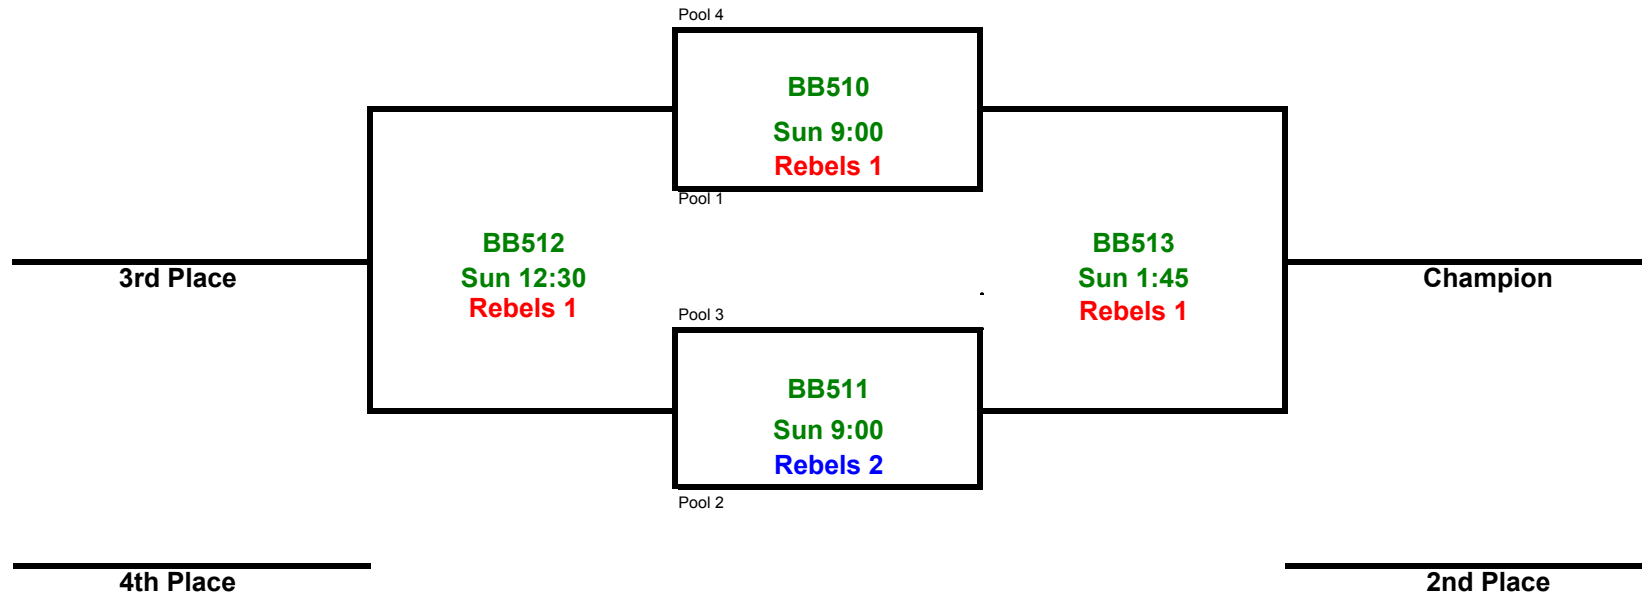 Pool 4
BB510
Sun 9:00
Rebels 1
Pool 1
BB512
Sun 12:30
Rebels 1
BB513
Sun 1:45
Rebels 1
3rd Place
Champion
Pool 3
BB511
Sun 9:00
Rebels 2
Pool 2
4th Place
2nd Place